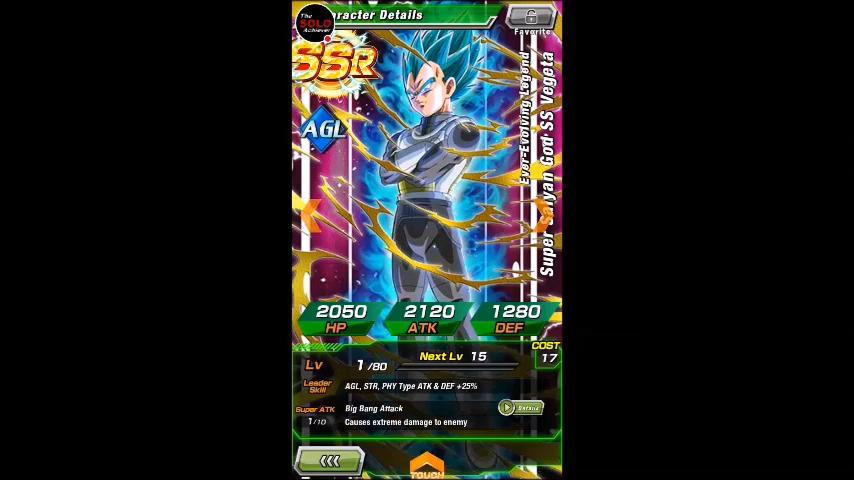 The
SOLO
Achiever
aracter Details
Favorite
SSR
AGL
Ever-Evolving Legend
Super Saiyan God SS Vegeta
2050
HP
2120
ATK
1280
DEF
COST
17
Lv 1/80
Next Lv 15
Leader
Skill
AGL, STR, PHY Type ATK & DEF +25%
Super ATK
1/10
Big Bang Attack
Details
Causes extreme damage to enemy
TOUCH